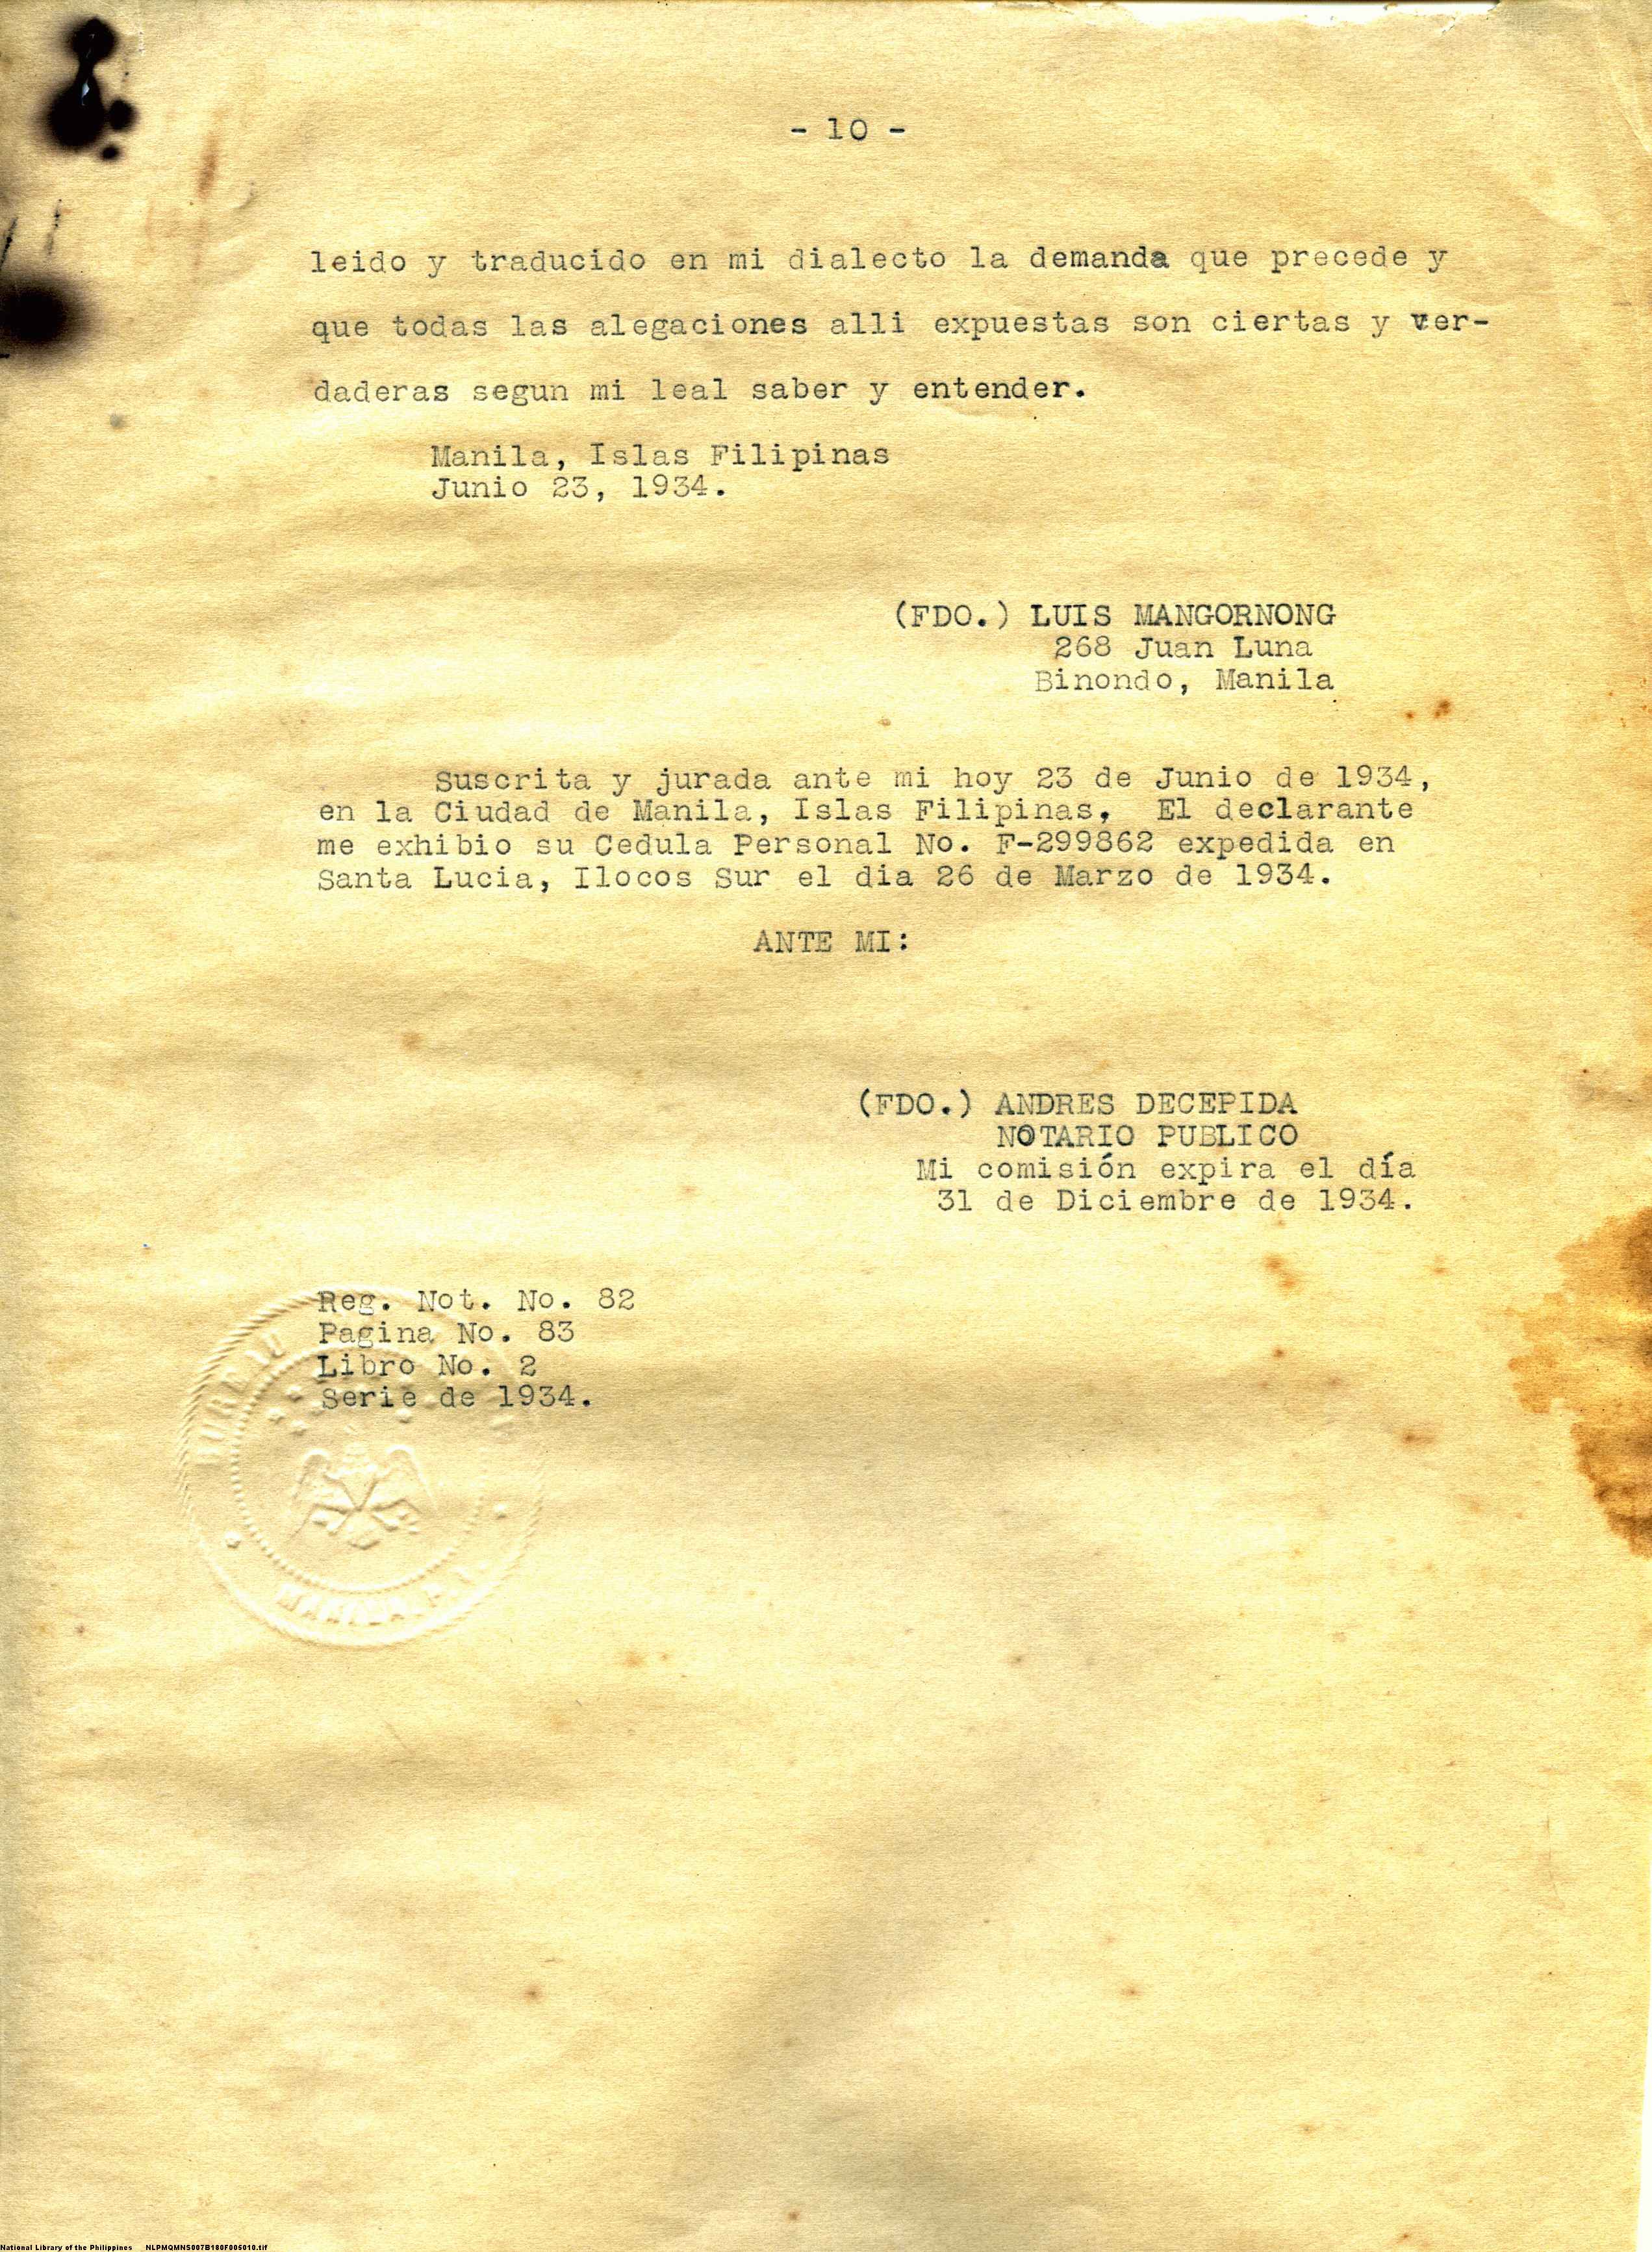 - 10 -
leido y traducido en mi dialecto la demanda que precede y
que todas las alegaciones alli expuestas son ciertas y ver-
daderas segun mi leal saber y entender.
Manila, Islas Filipinas
Junio 23, 1934.
(FDO.) LUIS MANGORNONG
268 Juan Luna
Binondo, Manila
Suscrita y jurada ante mi hoy 23 de Junio de 1934,
en la Ciudad de Manila, Islas Filipinas, El declarante
me exhibio su Cedula Personal No. F-299862 expedida en
Santa Lucia, Ilocos Sur el dia 26 de Marzo de 1934.
ANTE MI:
(FDO.) ANDRES DECEPIDA
NOTARIO PUBLICO
Mi comisión expira el día
31 de Diciembre de 1934.
Reg. Not. No. 82
Pagina No. 83
Libro No. 2
Serie de 1934.
BUREAU
MANILA, P. I.
National Library of the Philippines NLPMQMNS007B180F005010.tif